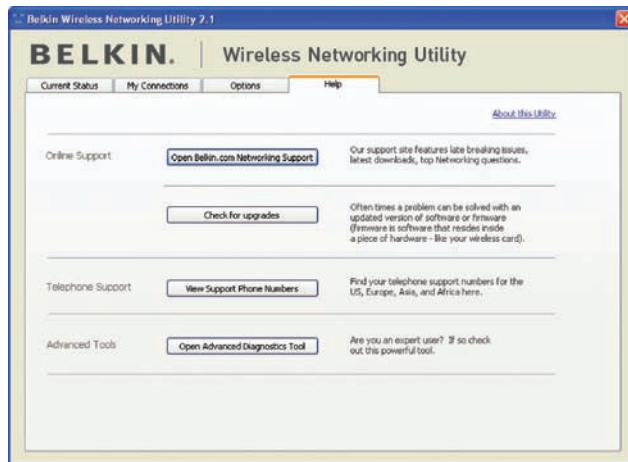 Belkin Wireless Networking Utility 2.1
BELKIN. Wireless Networking Utility
Current Status My Connections Options Help
About this Utility
Online Support
Open Belkin.com Networking Support
Our support site features late breaking issues,
latest downloads, top Networking questions.
Check for upgrades
Often times a problem can be solved with an
updated version of software or firmware
(firmware is software that resides inside
a piece of hardware - like your wireless card).
Telephone Support
View Support Phone Numbers
Find your telephone support numbers for the
US, Europe, Asia, and Africa here.
Advanced Tools
Open Advanced Diagnostics Tool
Are you an expert user? If so check
out this powerful tool.